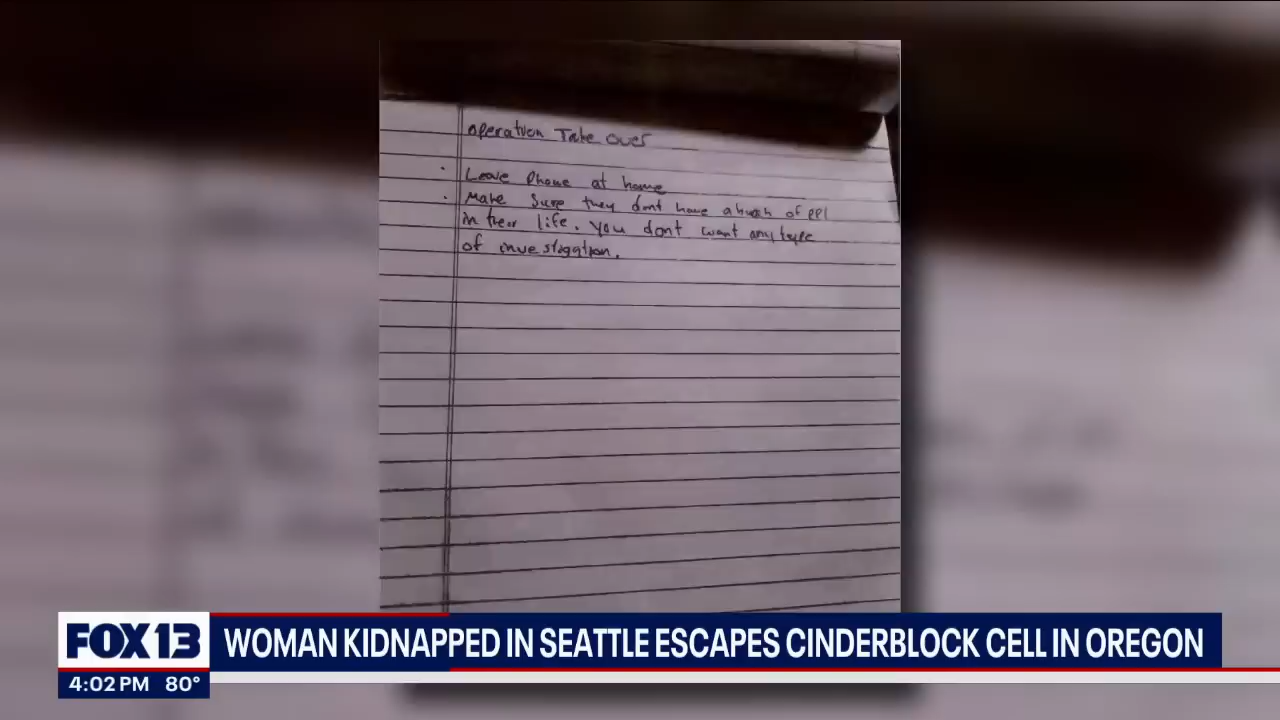 operation Take over
• Leave Phone at home
• Make Sure they dont have a bunch of ppl
in their life. You dont want any type
of investigation.
FOX 13
WOMAN KIDNAPPED IN SEATTLE ESCAPES CINDERBLOCK CELL IN OREGON
4:02 PM 80°